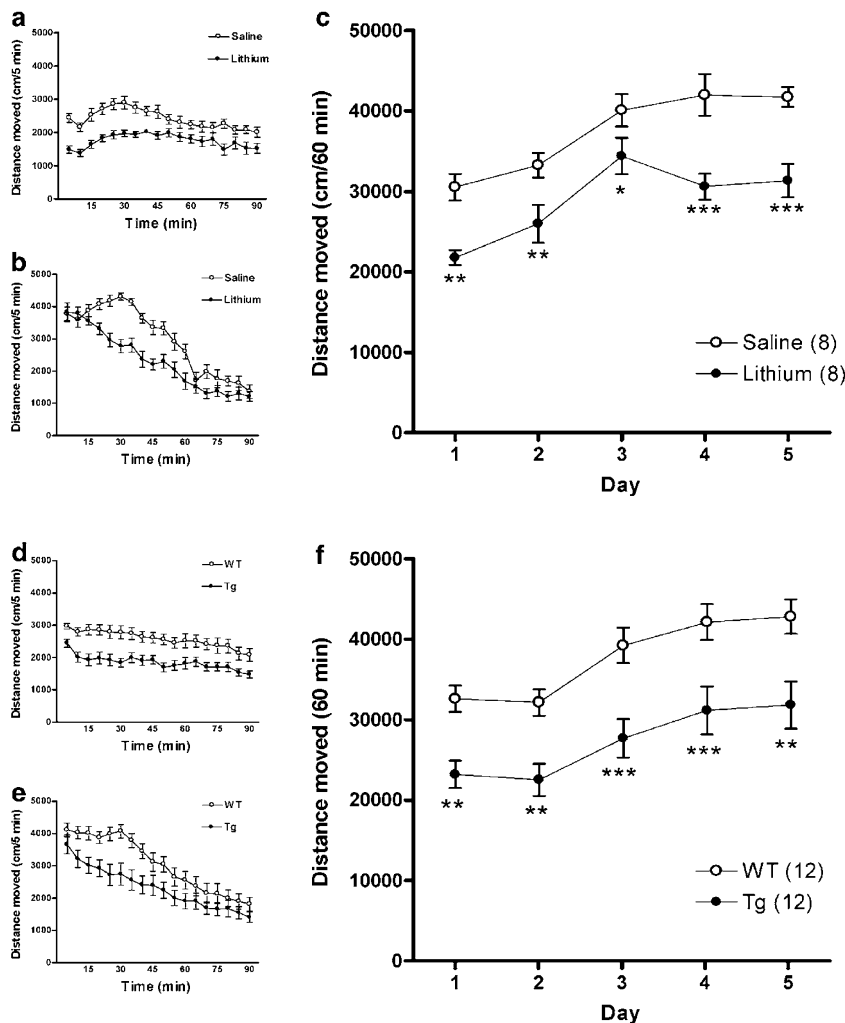 a
Distance moved (cm/5 min)
5000
4000
3000
2000
1000
0
Saline
Lithium
15 30 45 60 75 90
Time (min)
b
Distance moved (cm/5 min)
5000
4000
3000
2000
1000
0
Saline
Lithium
15 30 45 60 75 90
Time (min)
c
Distance moved (cm/60 min)
50000
40000
30000
20000
10000
0
** ** * *** ***
Saline (8)
Lithium (8)
1 2 3 4 5
Day
d
Distance moved (cm/5 min)
5000
4000
3000
2000
1000
0
WT
Tg
15 30 45 60 75 90
Time (min)
e
Distance moved (cm/5 min)
5000
4000
3000
2000
1000
0
WT
Tg
15 30 45 60 75 90
Time (min)
f
Distance moved (60 min)
50000
40000
30000
20000
10000
0
** ** *** *** **
WT (12)
Tg (12)
1 2 3 4 5
Day